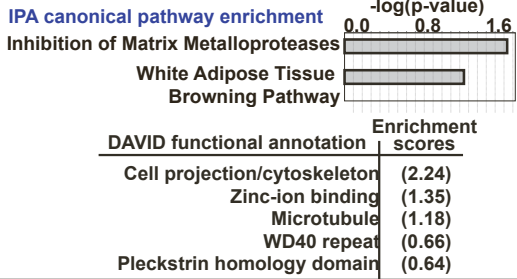 IPA canonical pathway enrichment
-log(p-value)
0.0 0.8 1.6
Inhibition of Matrix Metalloproteases
White Adipose Tissue
Browning Pathway
DAVID functional annotation Enrichment scores
Cell projection/cytoskeleton (2.24)
Zinc-ion binding (1.35)
Microtubule (1.18)
WD40 repeat (0.66)
Pleckstrin homology domain (0.64)